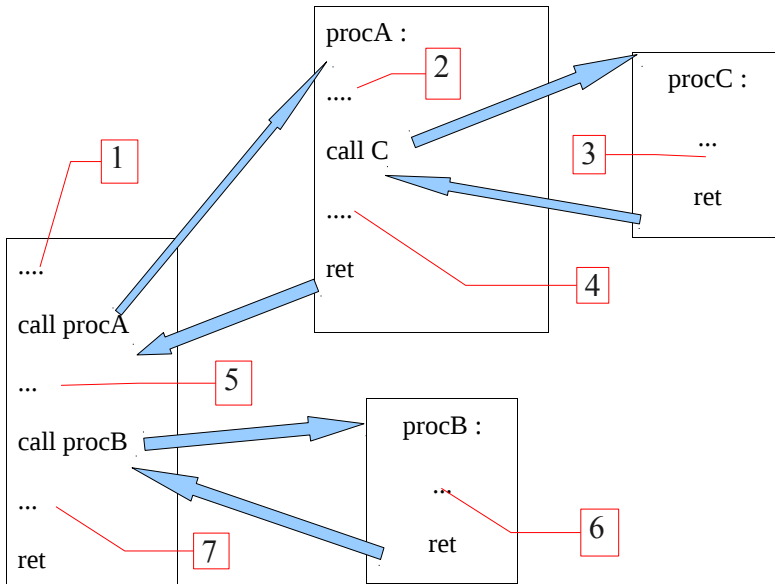 procA :
2
....
call C
....
ret
4
procC :
...
3
ret
1
....
call procA
...
5
call procB
...
7
ret
procB :
...
6
ret